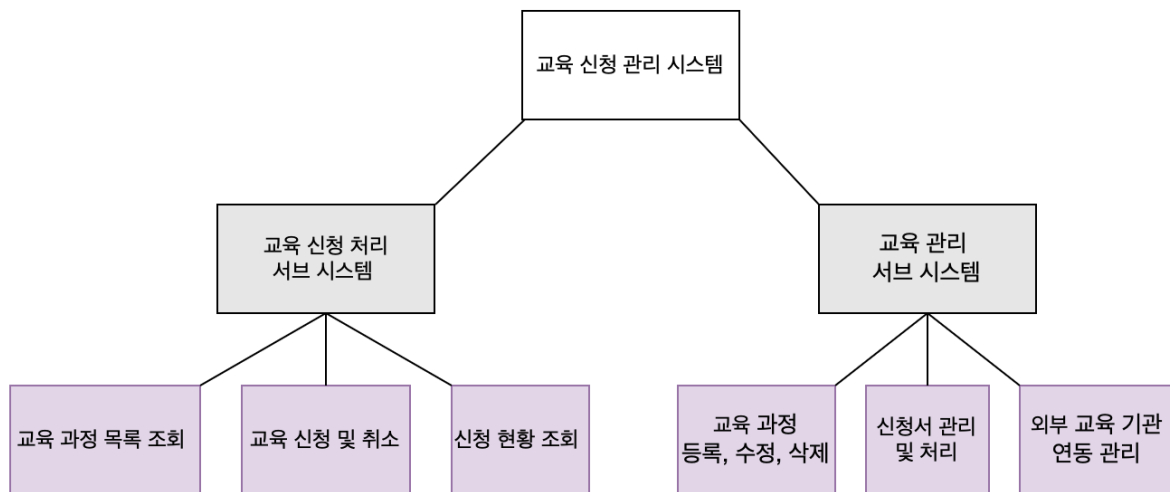 교육 신청 관리 시스템
교육 신청 처리
서브 시스템
교육 관리
서브 시스템
교육 과정 목록 조회
교육 신청 및 취소
신청 현황 조회
교육 과정
등록, 수정, 삭제
신청서 관리
및 처리
외부 교육 기관
연동 관리